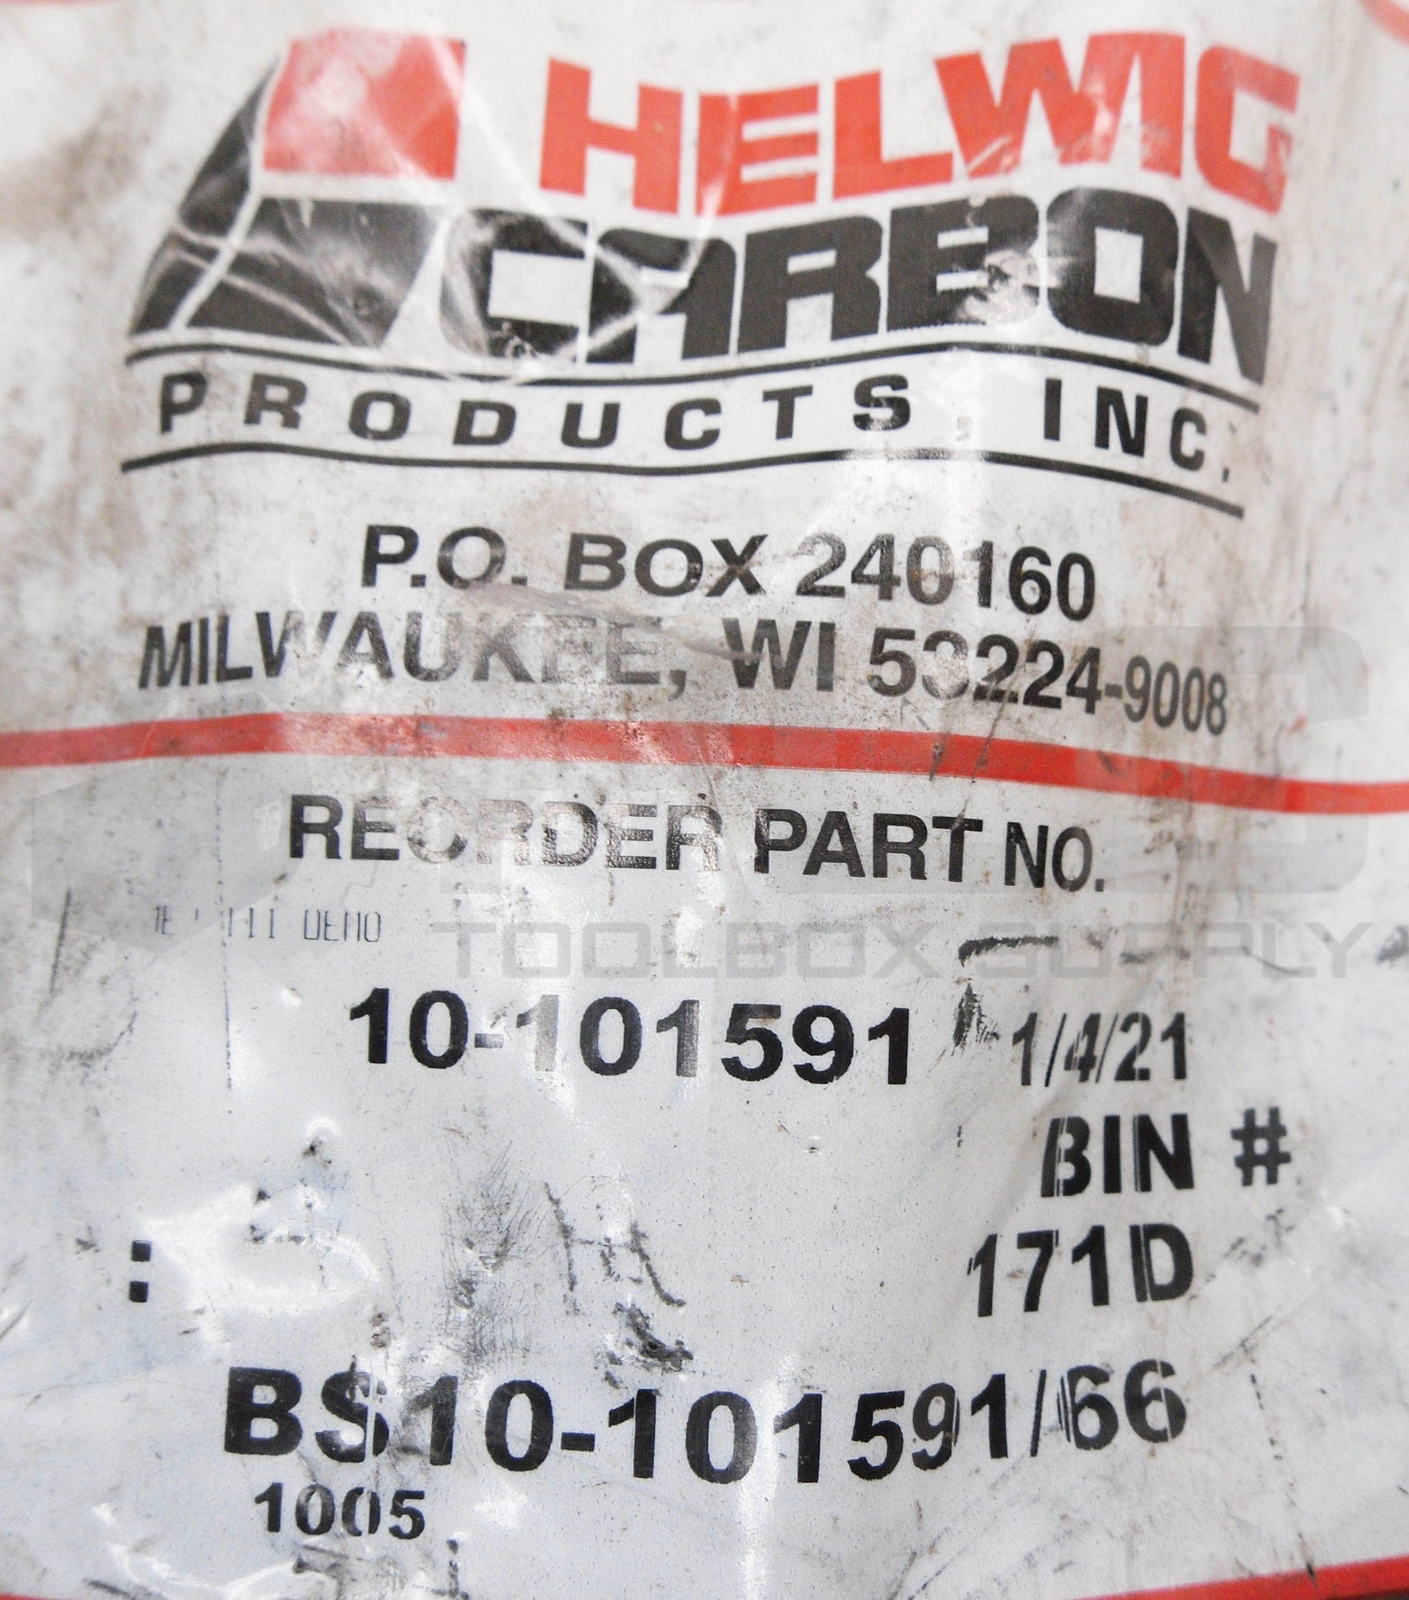 HELWIG
CARBON
PRODUCTS, INC.
P.O. BOX 240160
MILWAUKEE, WI 53224-9008
REORDER PART NO.
DEMO
TOOLBOX SUPPLY
10-101591 1/4/21
BIN #
: 171D
BS10-101591/66
1005